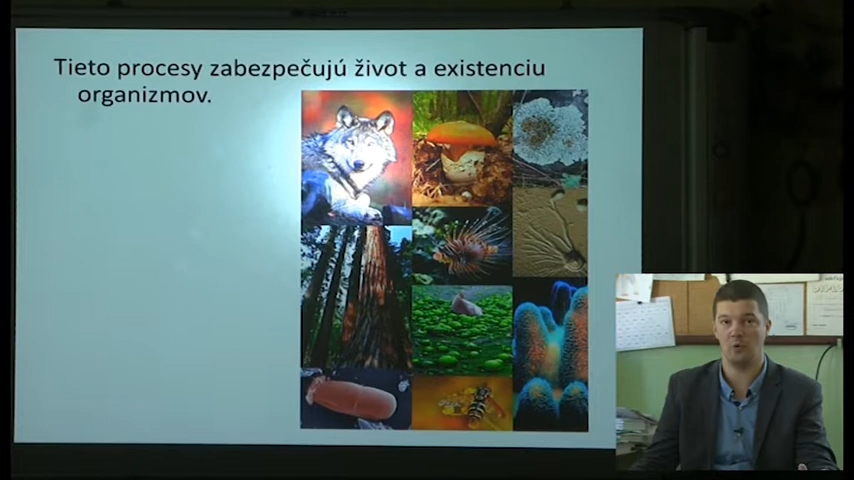 Tieto procesy zabezpečujú život a existenciu
organizmov.